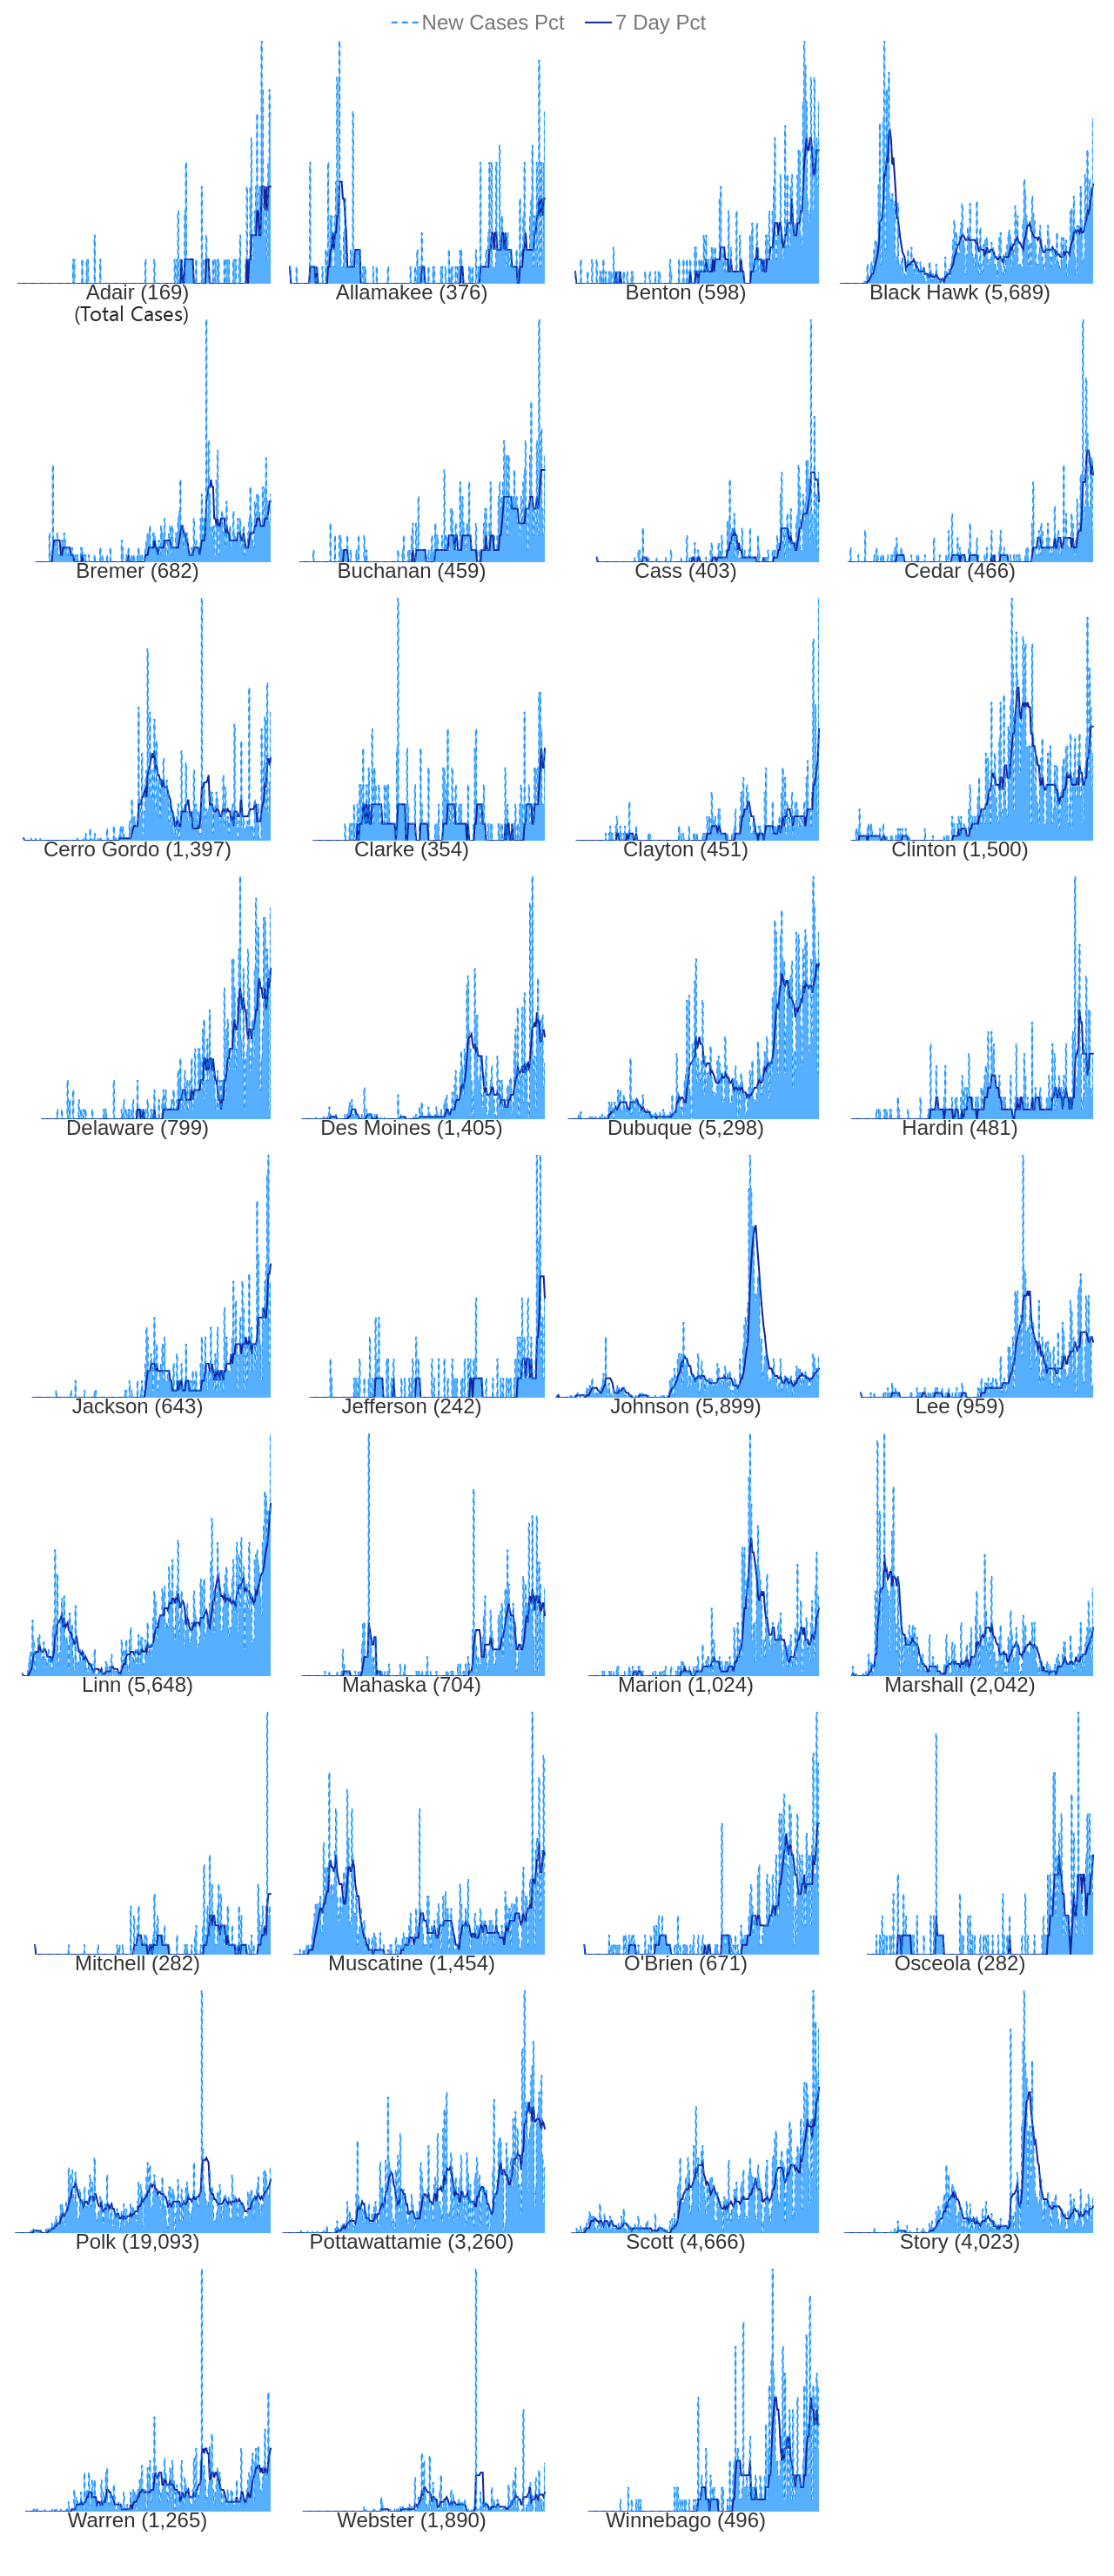 New Cases Pct 7 Day Pct
Adair (169) Allamakee (376) Benton (598) Black Hawk (5,689)
(Total Cases)
Bremer (682) Buchanan (459) Cass (403) Cedar (466)
Cerro Gordo (1,397) Clarke (354) Clayton (451) Clinton (1,500)
Delaware (799) Des Moines (1,405) Dubuque (5,298) Hardin (481)
Jackson (643) Jefferson (242) Johnson (5,899) Lee (959)
Linn (5,648) Mahaska (704) Marion (1,024) Marshall (2,042)
Mitchell (282) Muscatine (1,454) O'Brien (671) Osceola (282)
Polk (19,093) Pottawattamie (3,260) Scott (4,666) Story (4,023)
Warren (1,265) Webster (1,890) Winnebago (496)